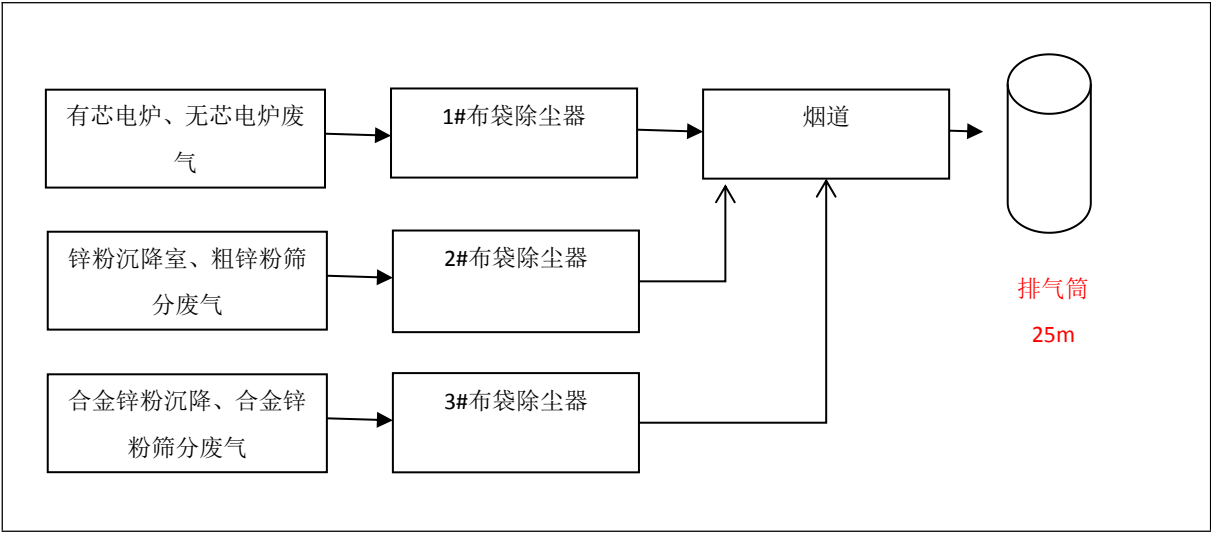 有芯电炉、无芯电炉废
气
1#布袋除尘器
烟道
锌粉沉降室、粗锌粉筛
分废气
2#布袋除尘器
合金锌粉沉降、合金锌
粉筛分废气
3#布袋除尘器
排气筒
25m